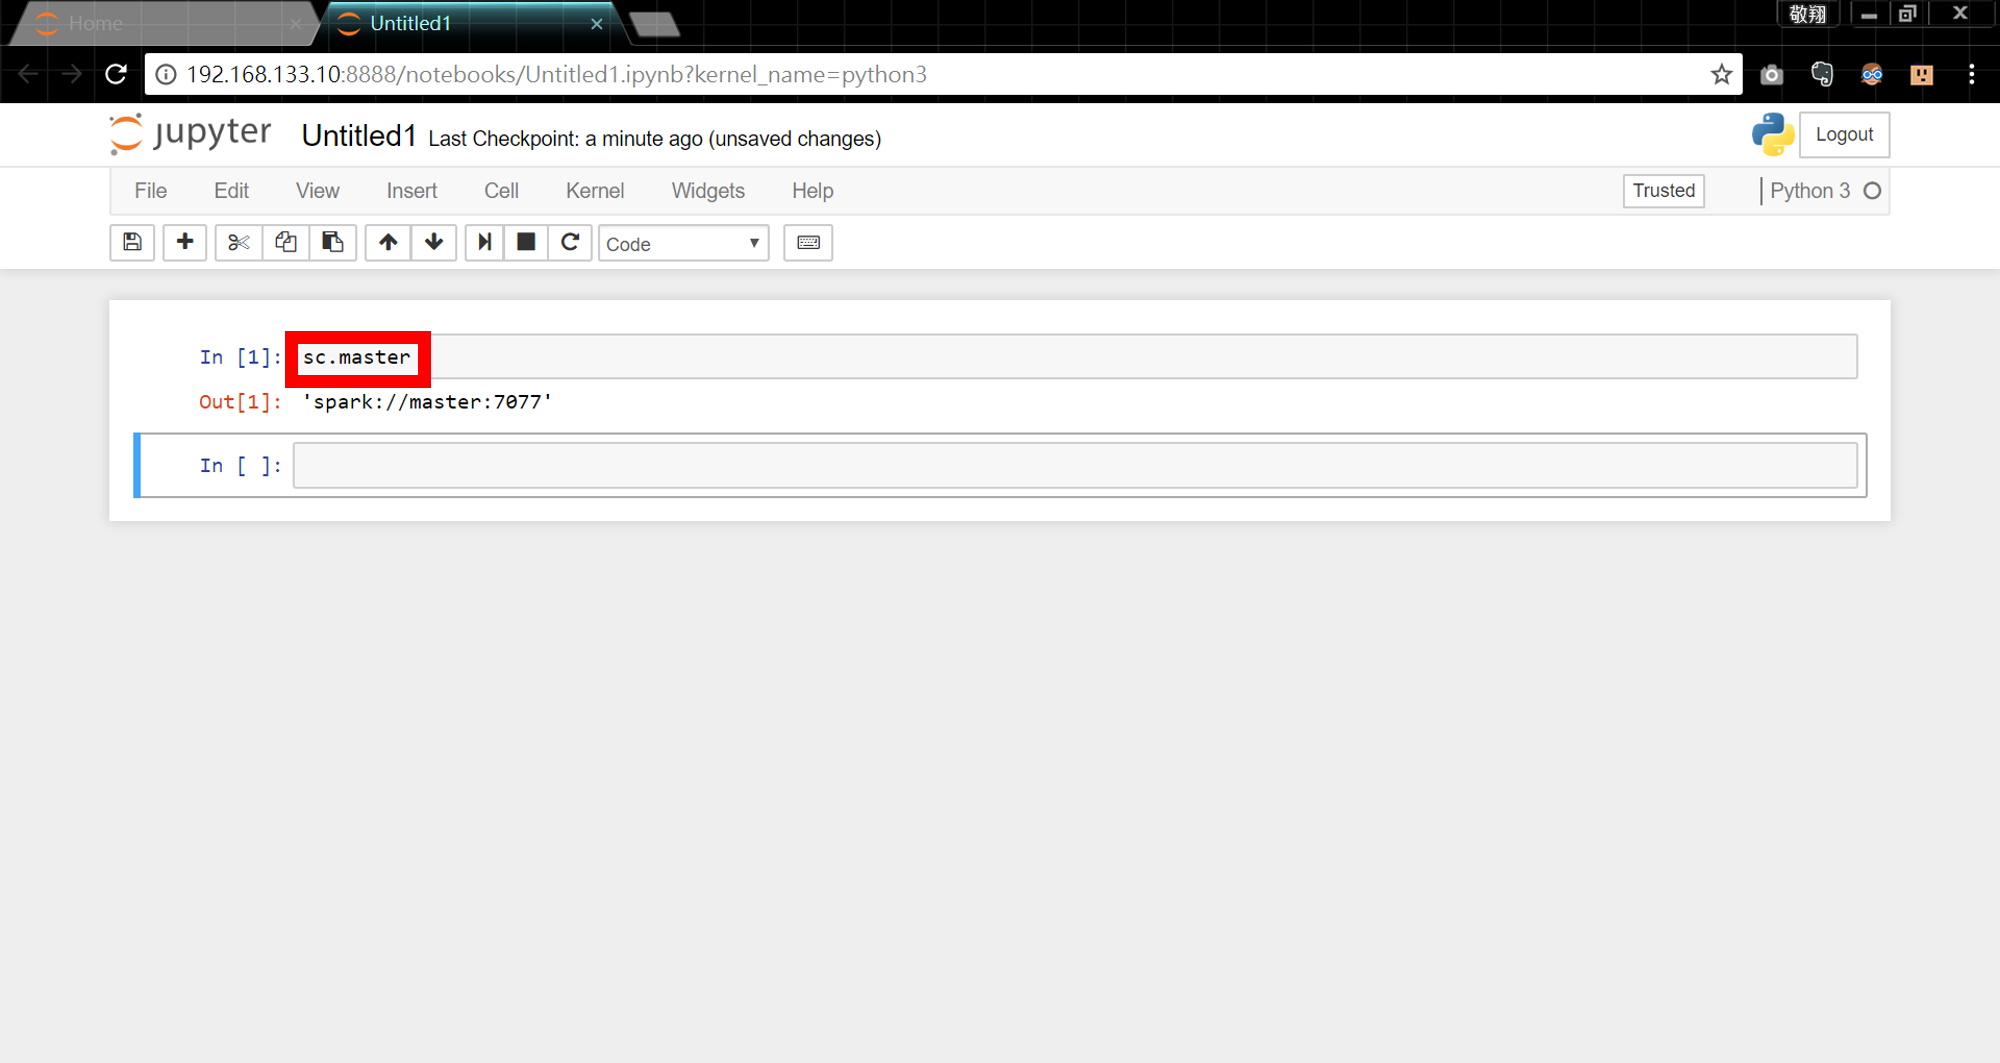 Home
Untitled1
敬翔
192.168.133.10:8888/notebooks/Untitled1.ipynb?kernel_name=python3
jupyter Untitled1 Last Checkpoint: a minute ago (unsaved changes)
Logout
File Edit View Insert Cell Kernel Widgets Help
Trusted
Python 3
Code
In [1]: sc.master
Out[1]: 'spark://master:7077'
In [ ]: